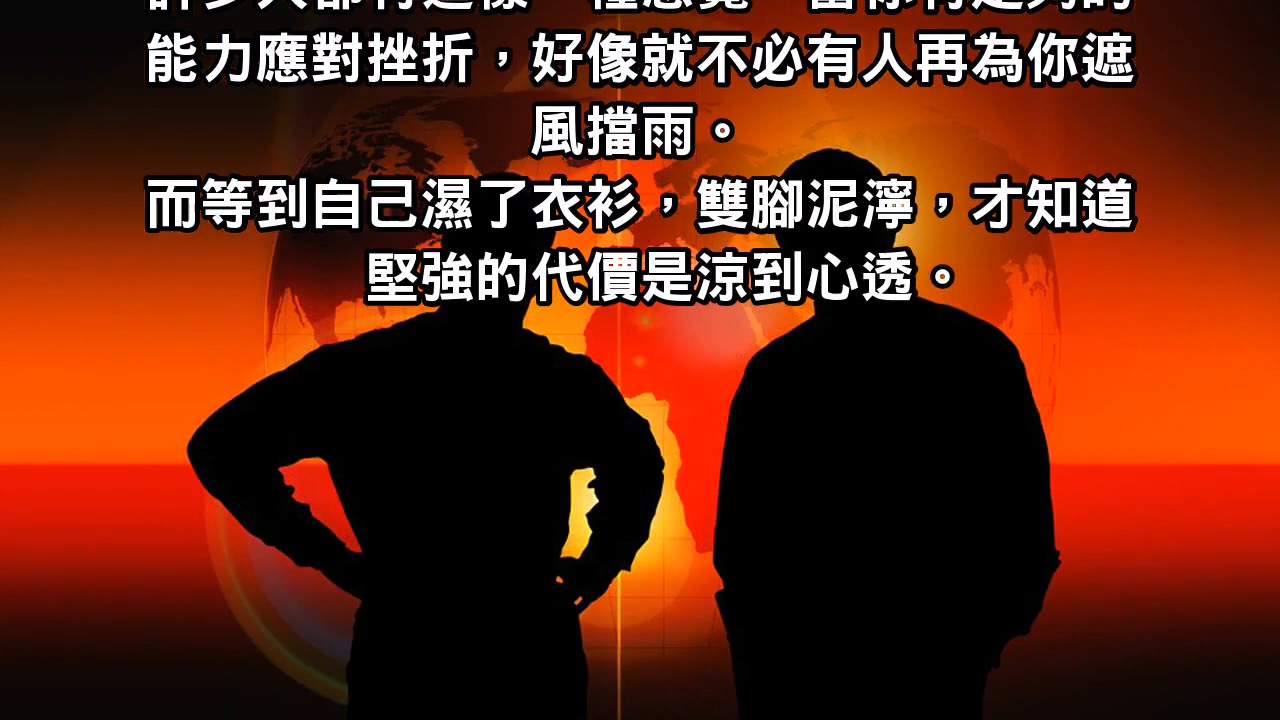 能力應對挫折，好像就不必有人再為你遮
風擋雨。
而等到自己濕了衣衫，雙腳泥濘，才知道
堅強的代價是涼到心透。